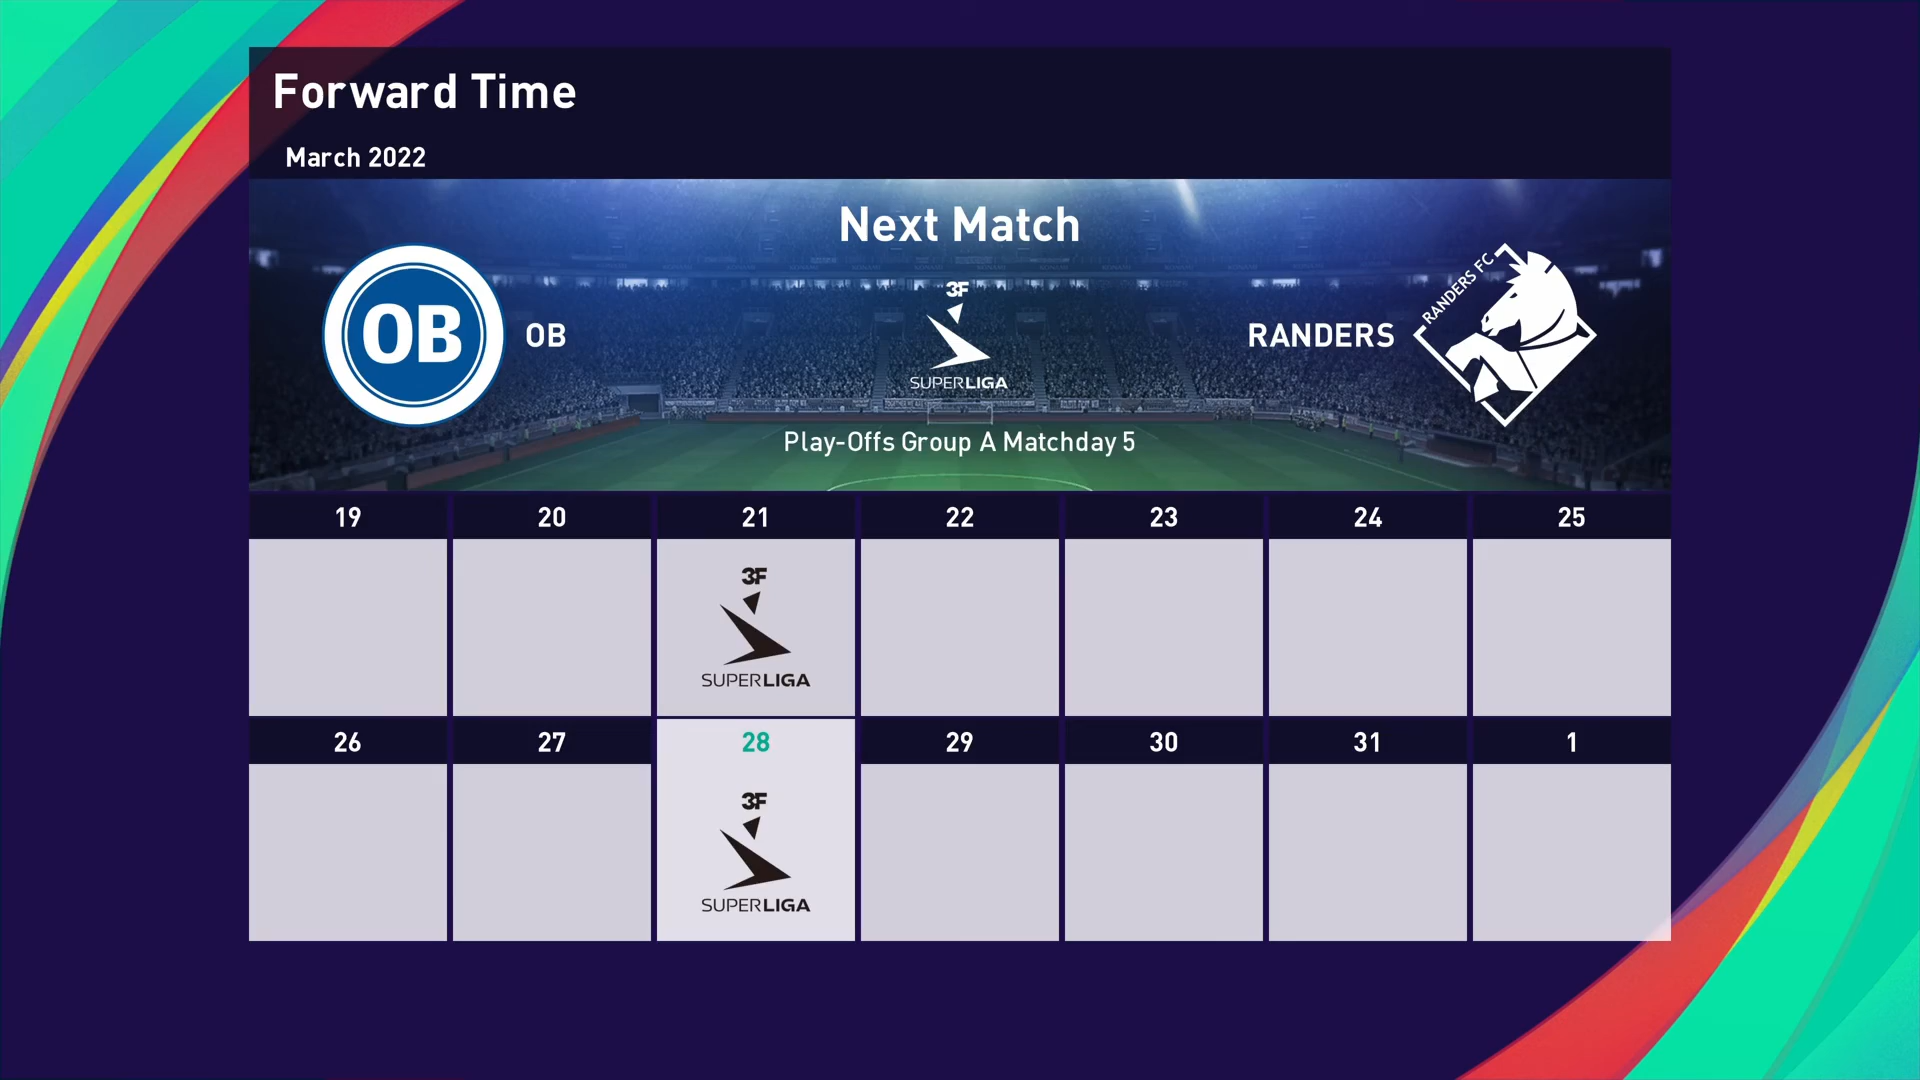 Forward Time
March 2022
Next Match
OB
OB
3F
SUPERLIGA
RANDERS
RANDERS FC
Play-Offs Group A Matchday 5
19 20 21 22 23 24 25
3F
SUPERLIGA
26 27 28 29 30 31 1
3F
SUPERLIGA